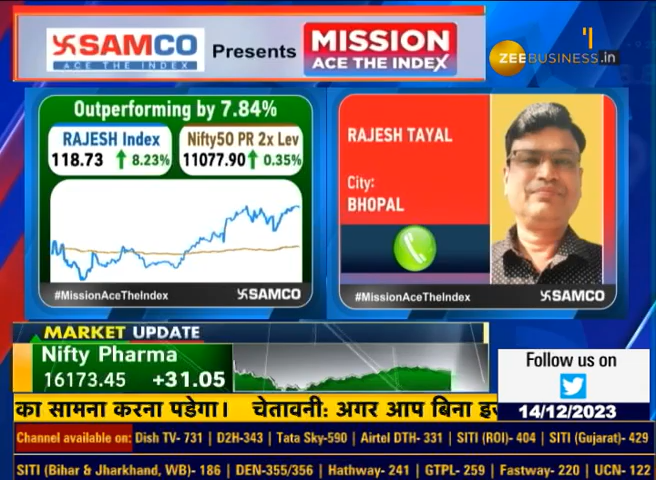 SAMCO
ACE THE INDEX
Presents
MISSION
ACE THE INDEX
ZEEBUSINESS.in
Outperforming by 7.84%
RAJESH Index
118.73 8.23%
Nifty50 PR 2x Lev
11077.90 0.35%
#MissionAceTheIndex SAMCO
RAJESH TAYAL
City:
BHOPAL
#MissionAceTheIndex SAMCO
MARKET UPDATE
Nifty Pharma
16173.45 +31.05
Follow us on
14/12/2023
का सामना करना पडेगा। चेतावनी: अगर आप बिना
Channel available on: Dish TV- 731 | D2H-343 | Tata Sky-590 | Airtel DTH- 331 | SITI (ROI)- 404 | SITI (Gujarat)- 429
SITI (Bihar & Jharkhand, WB)- 186 | DEN-355/356 | Hathway- 241 | GTPL- 259 | Fastway- 220 | UCN- 122